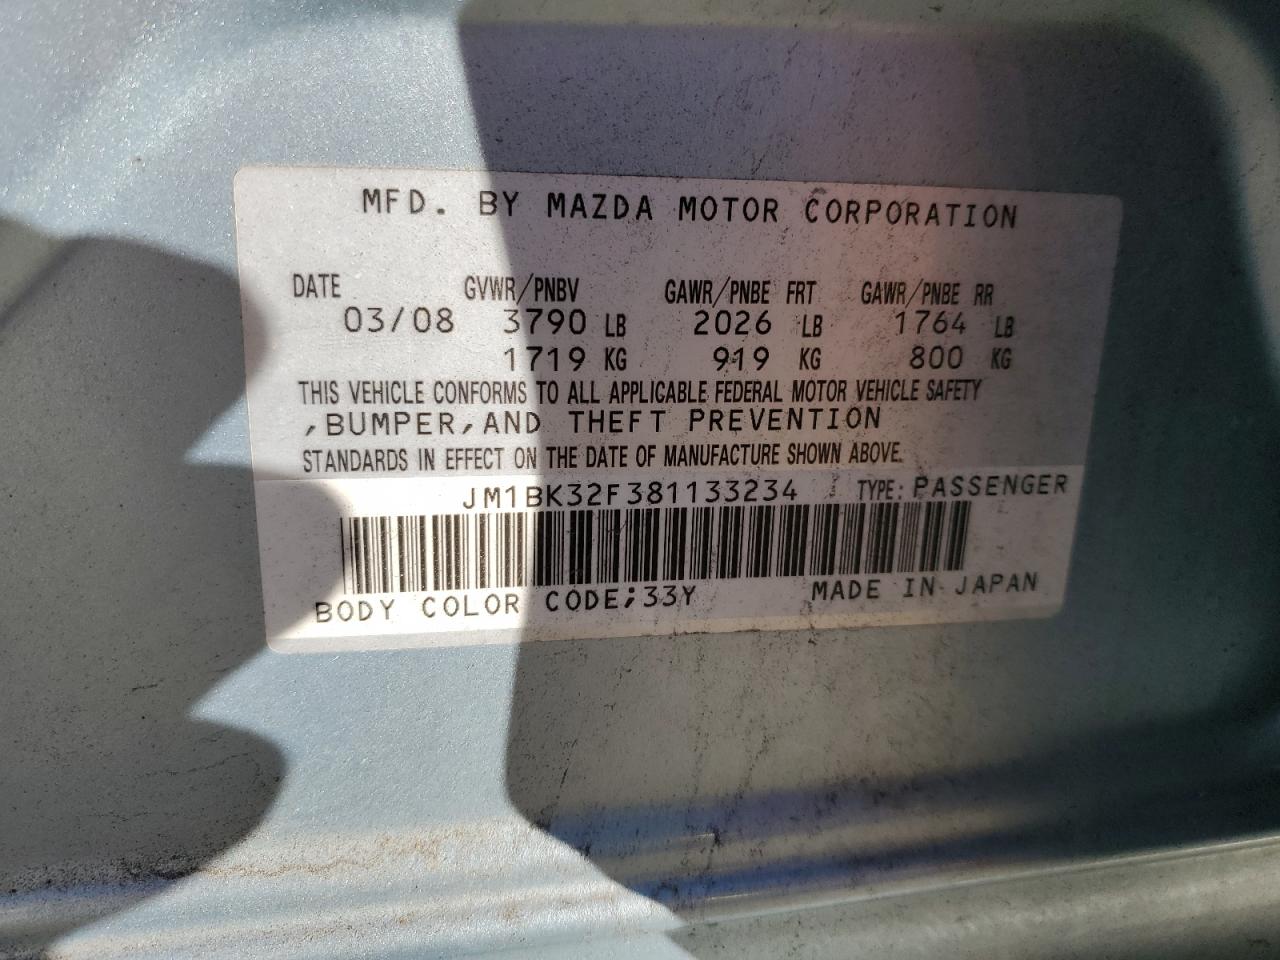 MFD. BY MAZDA MOTOR CORPORATION
DATE GVWR/PNBV GAWR/PNBE FRT GAWR/PNBE RR
03/08 3790 LB 2026 LB 1764 LB
1719 KG 919 KG 800 KG
THIS VEHICLE CONFORMS TO ALL APPLICABLE FEDERAL MOTOR VEHICLE SAFETY
,BUMPER,AND THEFT PREVENTION
STANDARDS IN EFFECT ON THE DATE OF MANUFACTURE SHOWN ABOVE.
JM1BK32F381133234 TYPE: PASSENGER
BODY COLOR CODE;33Y MADE IN JAPAN